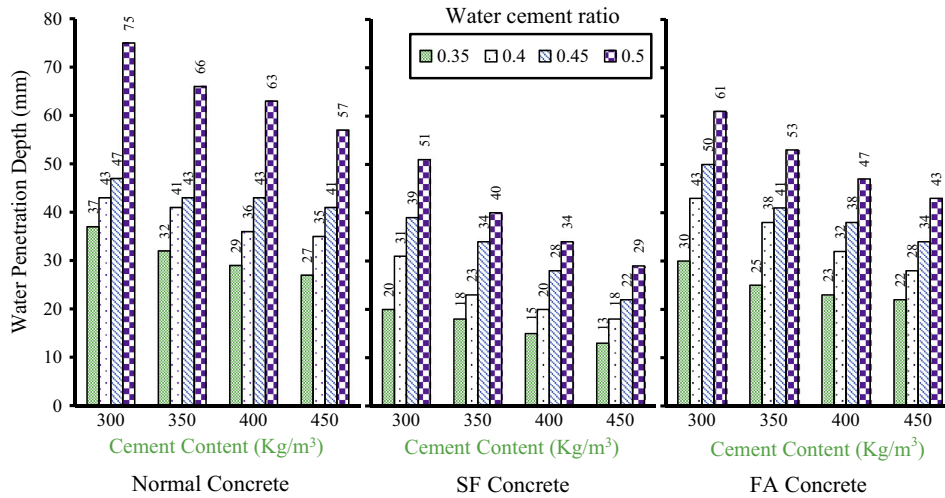 Water cement ratio
0.35 0.4 0.45 0.5
Water Penetration Depth (mm)
80
70
60
50
40
30
20
10
0
37 43 47 75 32 41 43 66 29 36 43 63 27 35 41 57
20 31 39 51 18 23 34 40 15 20 28 34 13 18 22 29
30 43 50 61 25 38 41 53 23 32 38 47 22 28 34 43
300 350 400 450 300 350 400 450 300 350 400 450
Cement Content (Kg/m³) Cement Content (Kg/m³) Cement Content (Kg/m³)
Normal Concrete SF Concrete FA Concrete